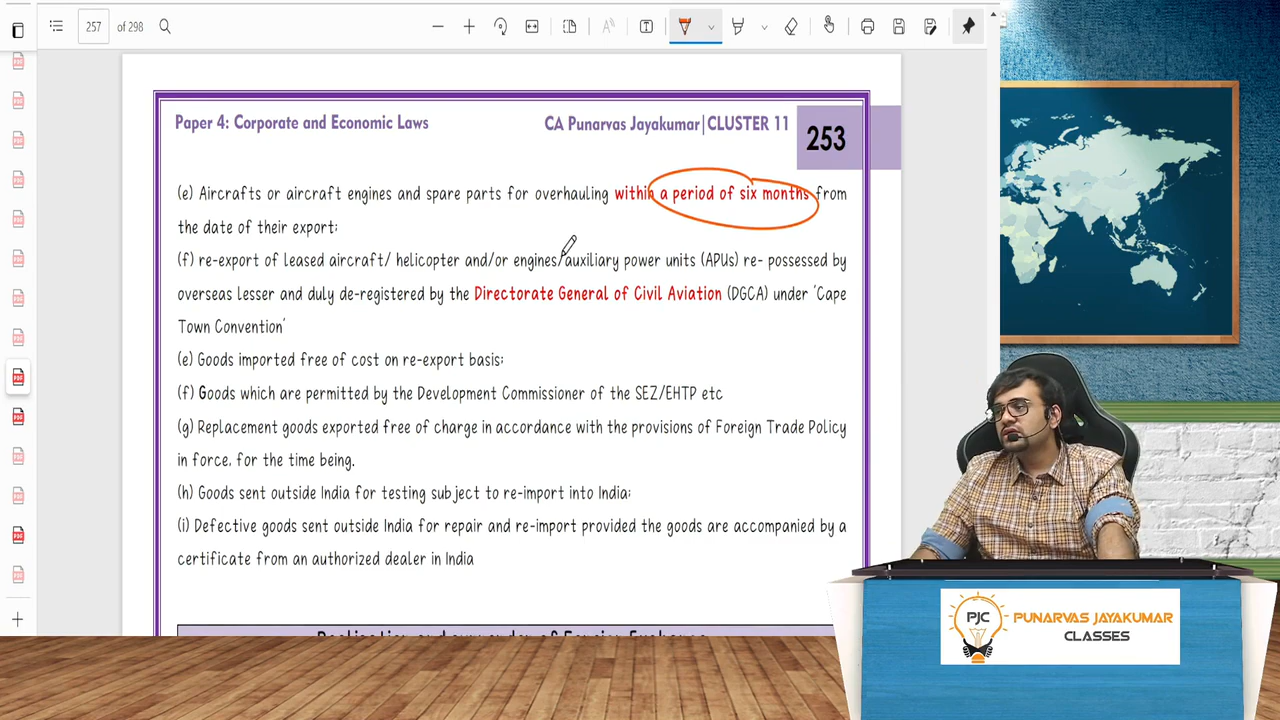 257 of 298
Paper 4: Corporate and Economic Laws CA Punarvas Jayakumar|CLUSTER 11 253
(e) Aircrafts or aircraft engines and spare parts for overhauling within a period of six months from
the date of their export;
(f) re-export of leased aircraft/ helicopter and/or engines/auxiliary power units (APUs) re- possessed by
overseas lesser and duly de-registered by the Directorate General of Civil Aviation (DGCA) under 'Cape
Town Convention'
(e) Goods imported free of cost on re-export basis;
(f) Goods which are permitted by the Development Commissioner of the SEZ/EHTP etc
(g) Replacement goods exported free of charge in accordance with the provisions of Foreign Trade Policy
in force, for the time being.
(h) Goods sent outside India for testing subject to re-import into India;
(i) Defective goods sent outside India for repair and re-import provided the goods are accompanied by a
certificate from an authorized dealer in India
PJC
PUNARVAS JAYAKUMAR
CLASSES